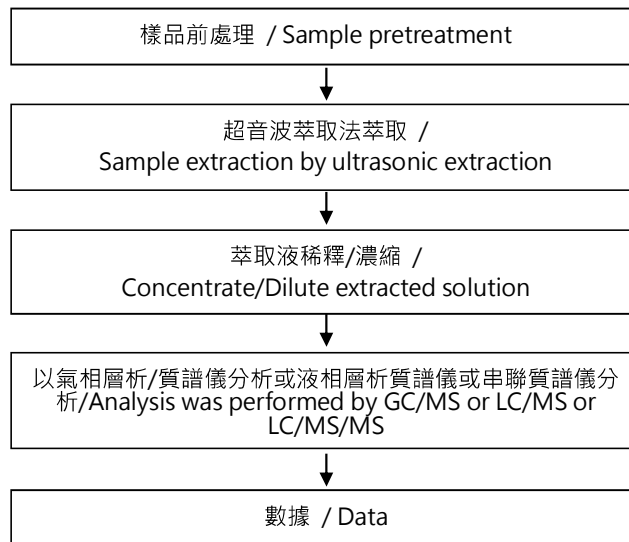 樣品前處理 / Sample pretreatment
超音波萃取法萃取 /
Sample extraction by ultrasonic extraction
萃取液稀釋/濃縮 /
Concentrate/Dilute extracted solution
以氣相層析/質譜儀分析或液相層析質譜儀或串聯質譜儀分
析/Analysis was performed by GC/MS or LC/MS or
LC/MS/MS
數據 / Data